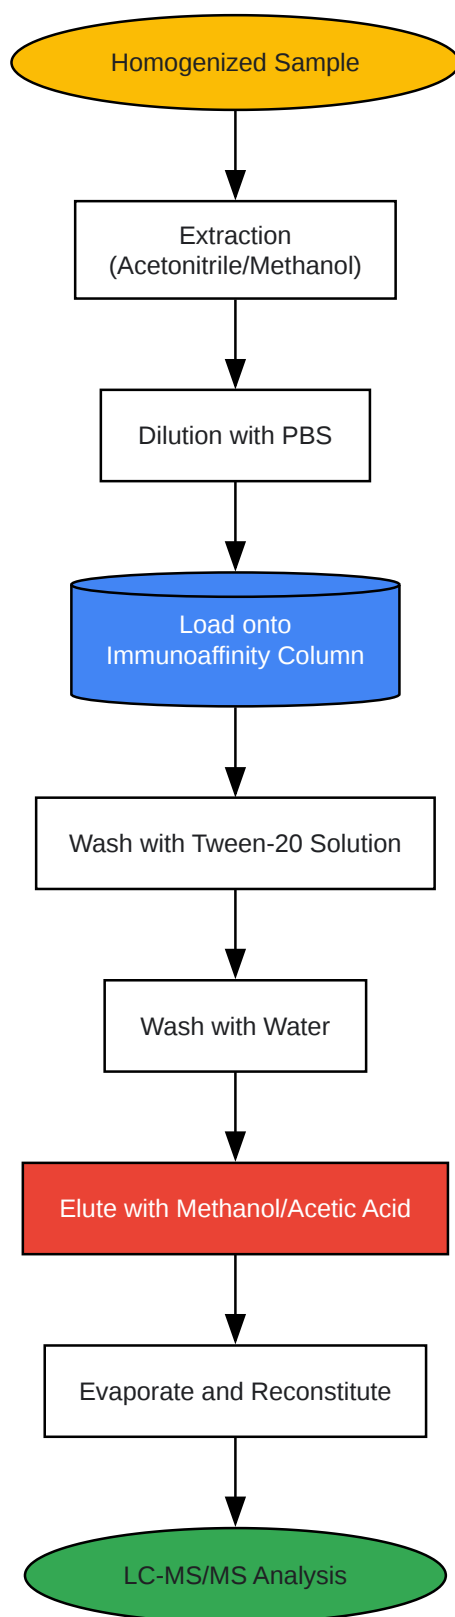 Homogenized Sample
Extraction
(Acetonitrile/Methanol)
Dilution with PBS
Load onto
Immunoaffinity Column
Wash with Tween-20 Solution
Wash with Water
Elute with Methanol/Acetic Acid
Evaporate and Reconstitute
LC-MS/MS Analysis